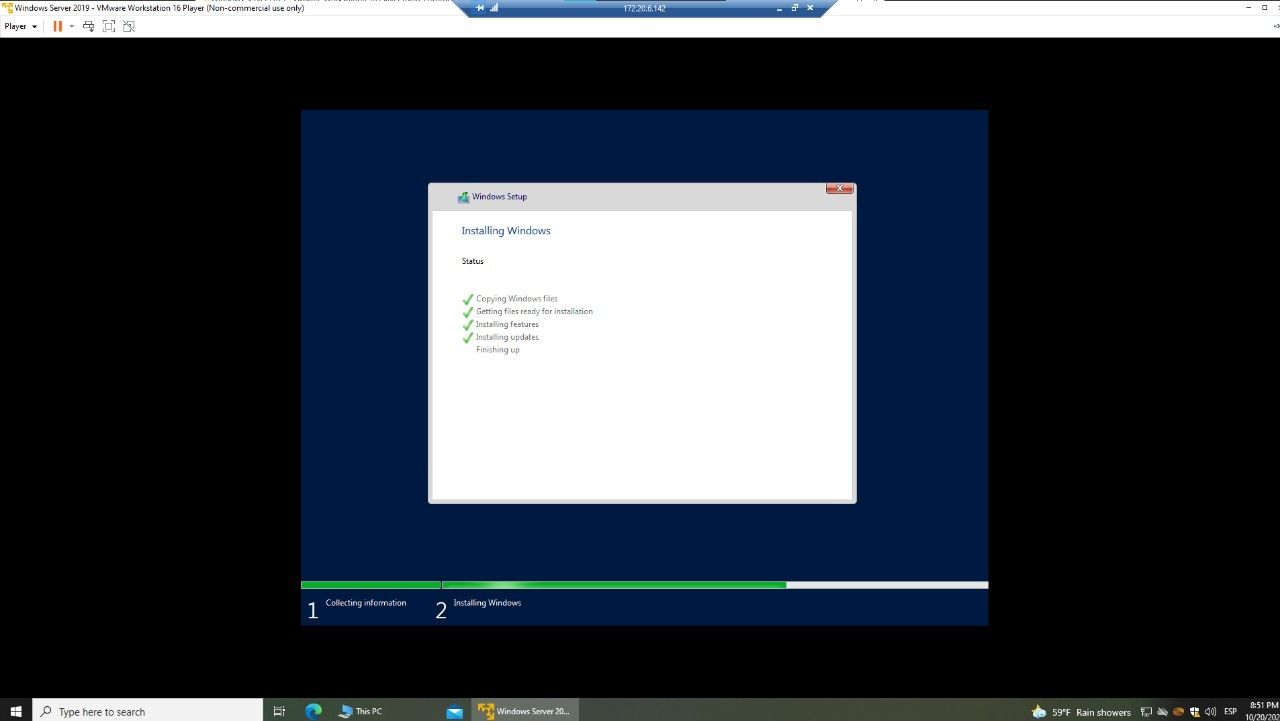 Windows Server 2019 - VMware Workstation 16 Player (Non-commercial use only)
172.20.6.142
Player
Windows Setup
Installing Windows
Status
Copying Windows files
Getting files ready for installation
Installing features
Installing updates
Finishing up
1 Collecting information
2 Installing Windows
Type here to search
This PC
Windows Server 20...
59°F Rain showers
ESP
8:51 PM
10/20/202